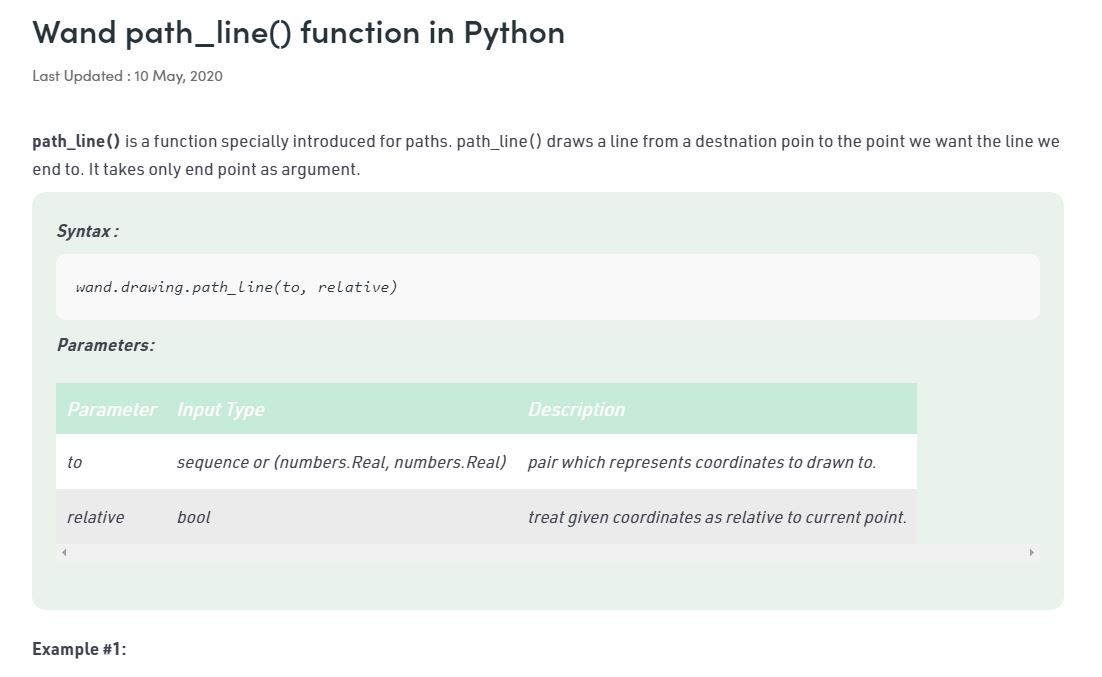 Wand path_line() function in Python
Last Updated : 10 May, 2020
path_line() is a function specially introduced for paths. path_line() draws a line from a destnation poin to the point we want the line we
end to. It takes only end point as argument.
Syntax :
wand.drawing.path_line(to, relative)
Parameters:
Parameter Input Type Description
to sequence or (numbers.Real, numbers.Real) pair which represents coordinates to drawn to.
relative bool treat given coordinates as relative to current point.
Example #1: